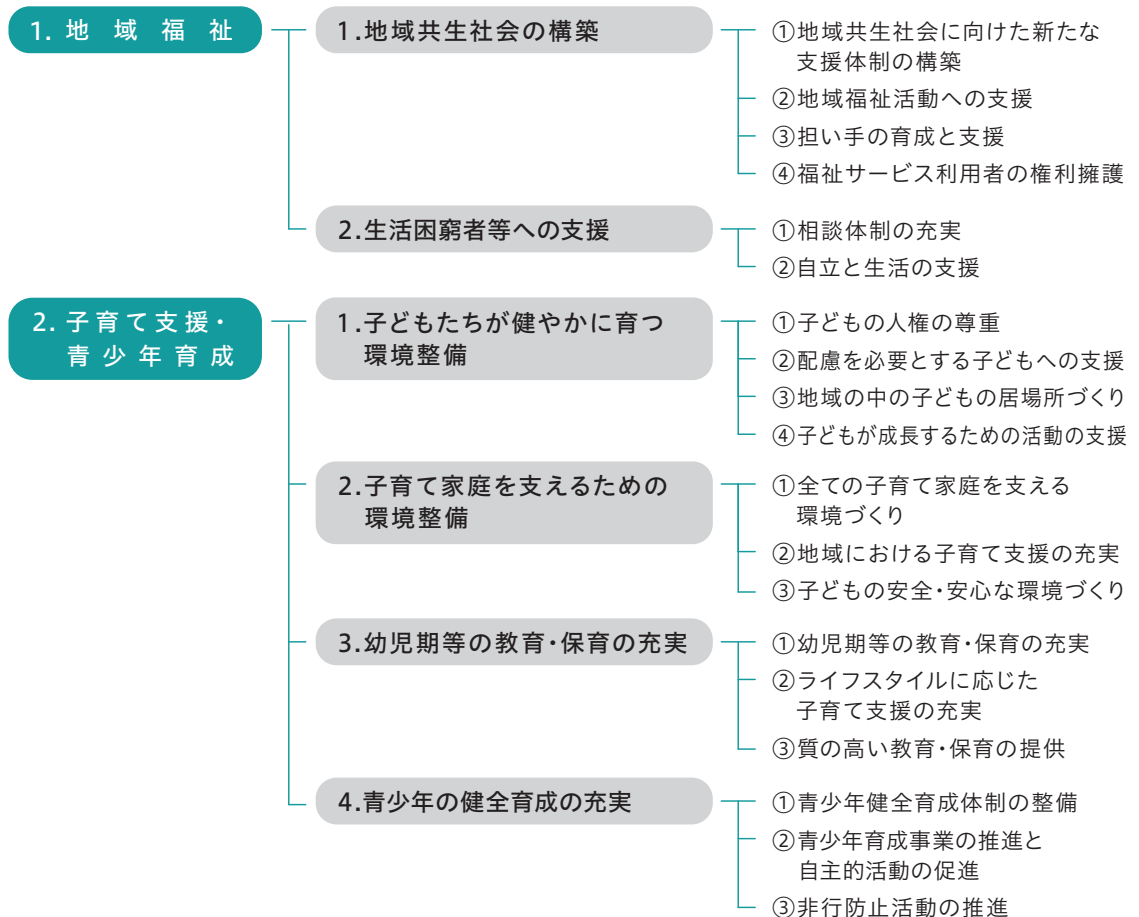 1. 地域福祉
1.地域共生社会の構築
①地域共生社会に向けた新たな
支援体制の構築
②地域福祉活動への支援
③担い手の育成と支援
④福祉サービス利用者の権利擁護
2.生活困窮者等への支援
①相談体制の充実
②自立と生活の支援
2. 子育て支援・
青少年育成
1.子どもたちが健やかに育つ
環境整備
①子どもの人権の尊重
②配慮を必要とする子どもへの支援
③地域の中の子どもの居場所づくり
④子どもが成長するための活動の支援
2.子育て家庭を支えるための
環境整備
①全ての子育て家庭を支える
環境づくり
②地域における子育て支援の充実
③子どもの安全・安心な環境づくり
3.幼児期等の教育・保育の充実
①幼児期等の教育・保育の充実
②ライフスタイルに応じた
子育て支援の充実
③質の高い教育・保育の提供
4.青少年の健全育成の充実
①青少年健全育成体制の整備
②青少年育成事業の推進と
自主的活動の促進
③非行防止活動の推進